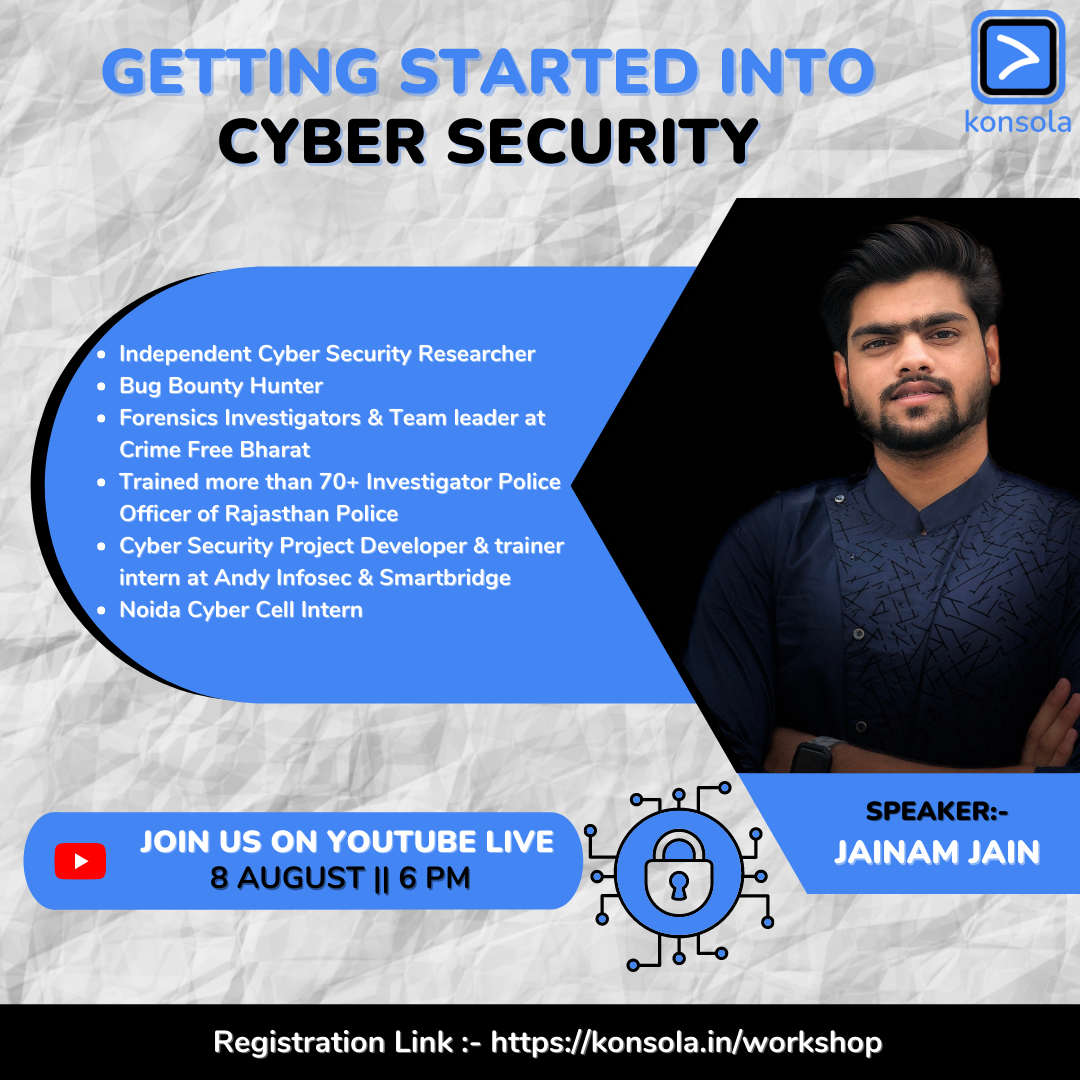 GETTING STARTED INTO
CYBER SECURITY
konsola
Independent Cyber Security Researcher
Bug Bounty Hunter
Forensics Investigators & Team leader at
Crime Free Bharat
Trained more than 70+ Investigator Police
Officer of Rajasthan Police
Cyber Security Project Developer & trainer
intern at Andy Infosec & Smartbridge
Noida Cyber Cell Intern
SPEAKER:-
JAINAM JAIN
JOIN US ON YOUTUBE LIVE
8 AUGUST || 6 PM
Registration Link :- https://konsola.in/workshop